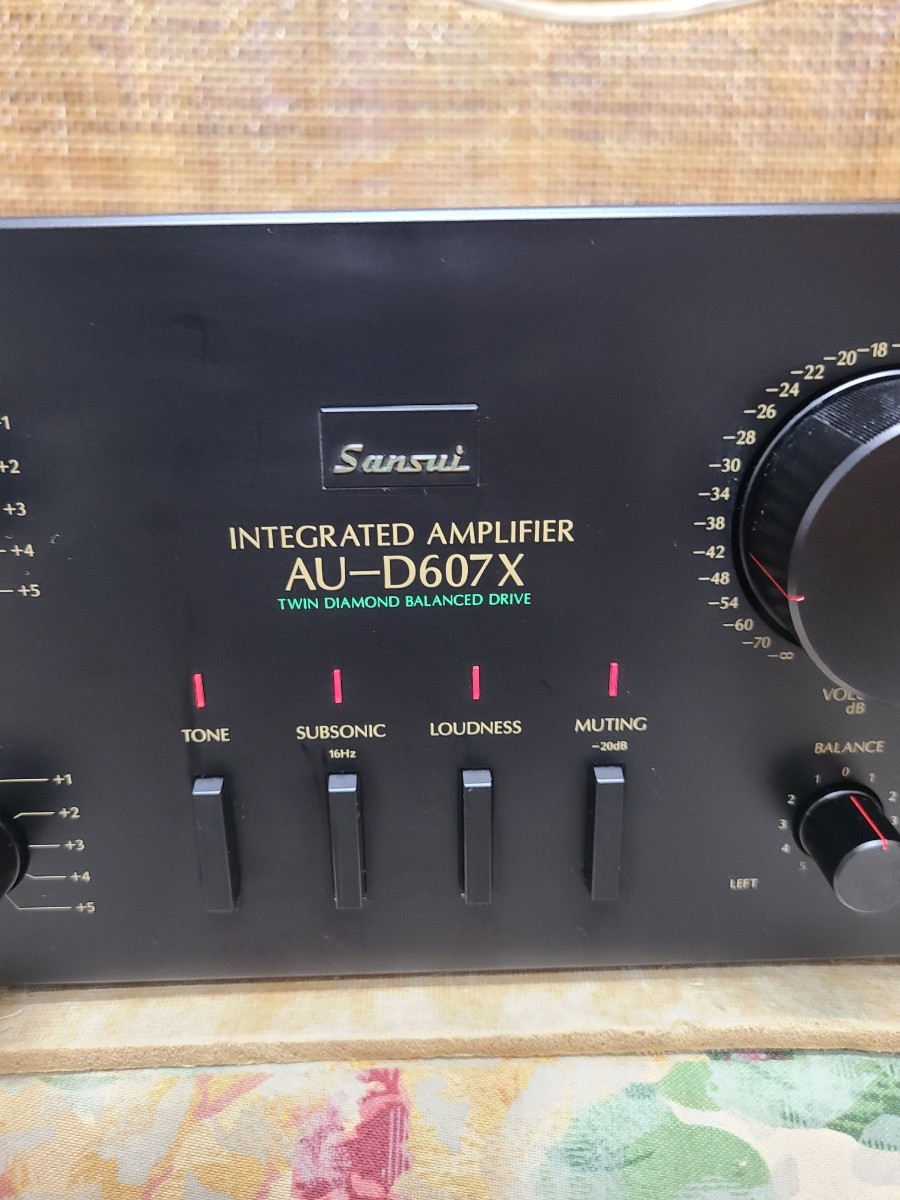 1
+2
+3
+4
+5
Sansui
INTEGRATED AMPLIFIER
AU–D607X
TWIN DIAMOND BALANCED DRIVE
TONE
SUBSONIC
16Hz
LOUDNESS
MUTING
–20dB
+1
+2
+3
+4
+5
–18
–20
–22
–24
–26
–28
–30
–34
–38
–42
–48
–54
–60
–70
–∞
dB
BALANCE
1 0 1
2 2
3 3
4
5
LEFT